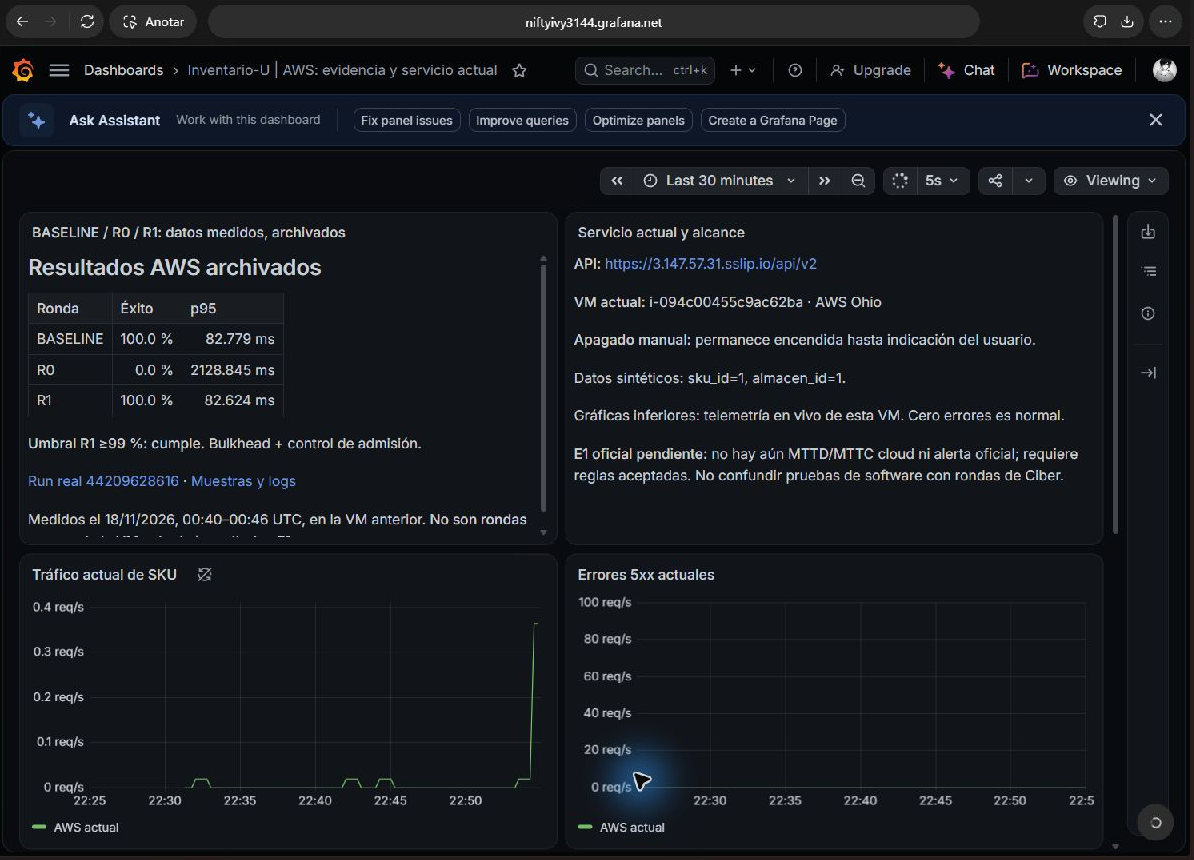 Anotar
niftyivy3144.grafana.net
Dashboards › Inventario-U | AWS: evidencia y servicio actual
Search... ctrl+k
Upgrade
Chat
Workspace
Ask Assistant Work with this dashboard
Fix panel issues
Improve queries
Optimize panels
Create a Grafana Page
Last 30 minutes
5s
Viewing
BASELINE / R0 / R1: datos medidos, archivados
Resultados AWS archivados
Ronda Éxito p95
BASELINE 100.0 % 82.779 ms
R0 0.0 % 2128.845 ms
R1 100.0 % 82.624 ms
Umbral R1 ≥99 %: cumple. Bulkhead + control de admisión.
Run real 44209628616 · Muestras y logs
Medidos el 18/11/2026, 00:40–00:46 UTC, en la VM anterior. No son rondas
Servicio actual y alcance
API: https://3.147.57.31.sslip.io/api/v2
VM actual: i-094c00455c9ac62ba · AWS Ohio
Apagado manual: permanece encendida hasta indicación del usuario.
Datos sintéticos: sku_id=1, almacen_id=1.
Gráficas inferiores: telemetría en vivo de esta VM. Cero errores es normal.
E1 oficial pendiente: no hay aún MTTD/MTTC cloud ni alerta oficial; requiere
reglas aceptadas. No confundir pruebas de software con rondas de Ciber.
Tráfico actual de SKU
0.4 req/s
0.3 req/s
0.2 req/s
0.1 req/s
0 req/s
22:25 22:30 22:35 22:40 22:45 22:50
AWS actual
Errores 5xx actuales
100 req/s
80 req/s
60 req/s
40 req/s
20 req/s
0 req/s
22:30 22:35 22:40 22:45 22:50 22:5
AWS actual